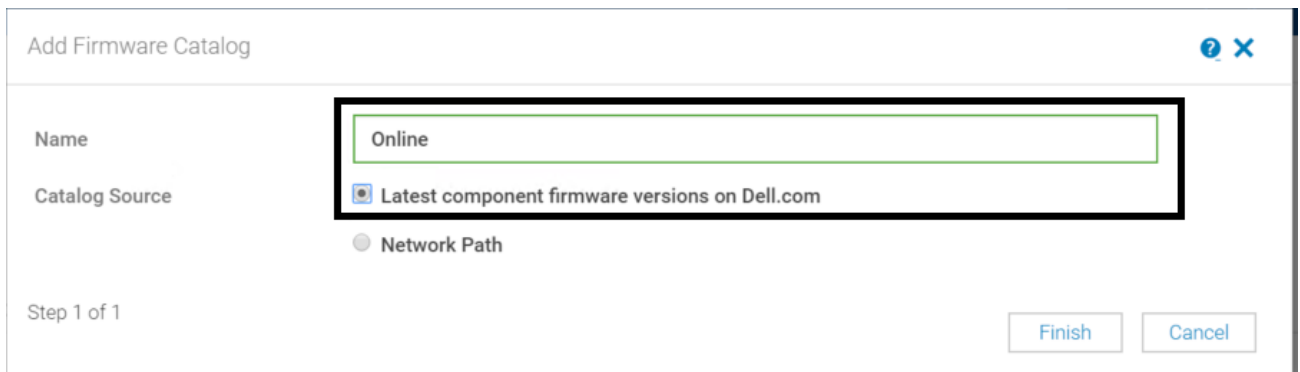 Add Firmware Catalog
Name
Online
Catalog Source
Latest component firmware versions on Dell.com
Network Path
Step 1 of 1
Finish
Cancel